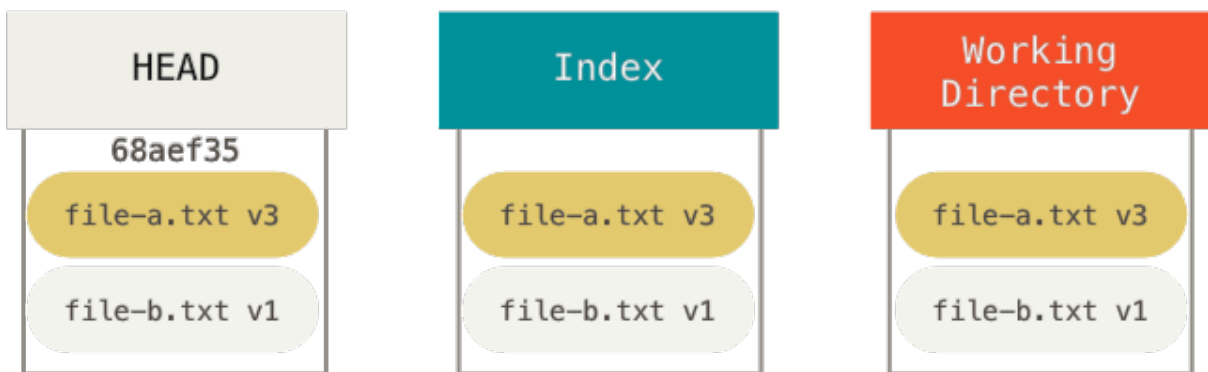 HEAD
Index
Working
Directory
68aef35
file-a.txt v3
file-a.txt v3
file-a.txt v3
file-b.txt v1
file-b.txt v1
file-b.txt v1